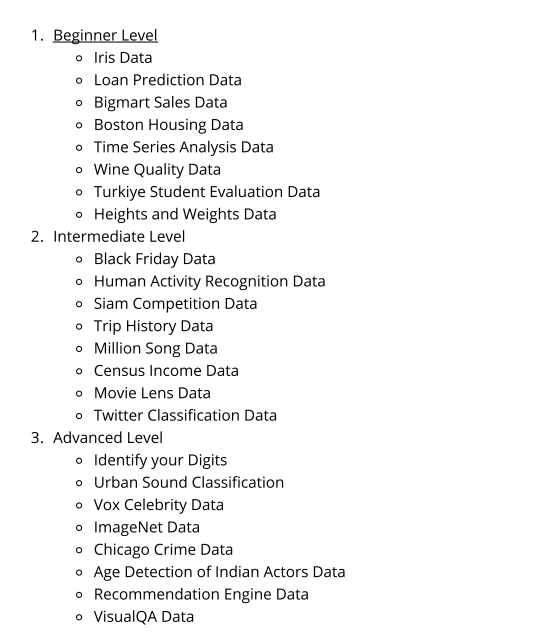 1. Beginner Level
◦ Iris Data
◦ Loan Prediction Data
◦ Bigmart Sales Data
◦ Boston Housing Data
◦ Time Series Analysis Data
◦ Wine Quality Data
◦ Turkiye Student Evaluation Data
◦ Heights and Weights Data
2. Intermediate Level
◦ Black Friday Data
◦ Human Activity Recognition Data
◦ Siam Competition Data
◦ Trip History Data
◦ Million Song Data
◦ Census Income Data
◦ Movie Lens Data
◦ Twitter Classification Data
3. Advanced Level
◦ Identify your Digits
◦ Urban Sound Classification
◦ Vox Celebrity Data
◦ ImageNet Data
◦ Chicago Crime Data
◦ Age Detection of Indian Actors Data
◦ Recommendation Engine Data
◦ VisualQA Data